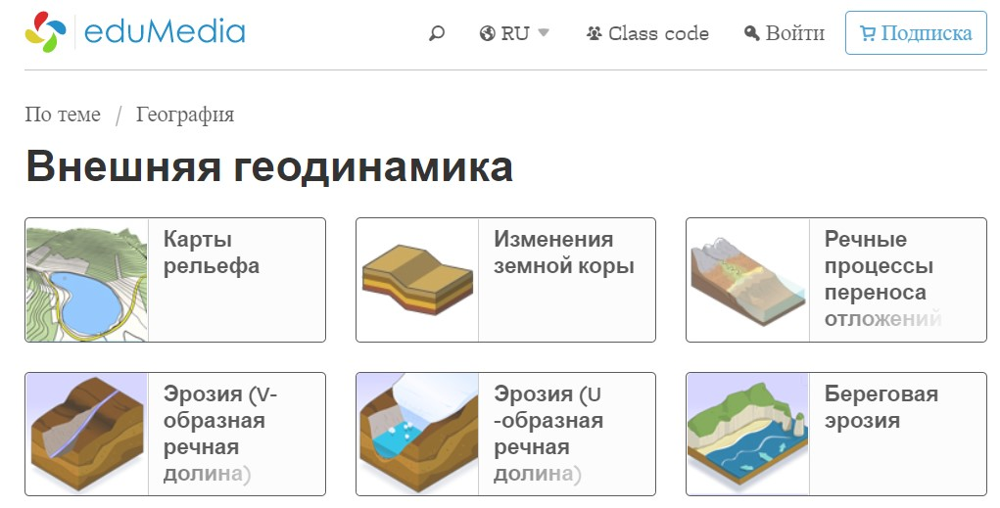 eduMedia
RU
Class code
Войти
Подписка
По теме / География
Внешняя геодинамика
Карты
рельефа
Изменения
земной коры
Речные
процессы
переноса
отложений
Эрозия (V-
образная
речная
долина)
Эрозия (U
-образная
речная
долина)
Береговая
эрозия